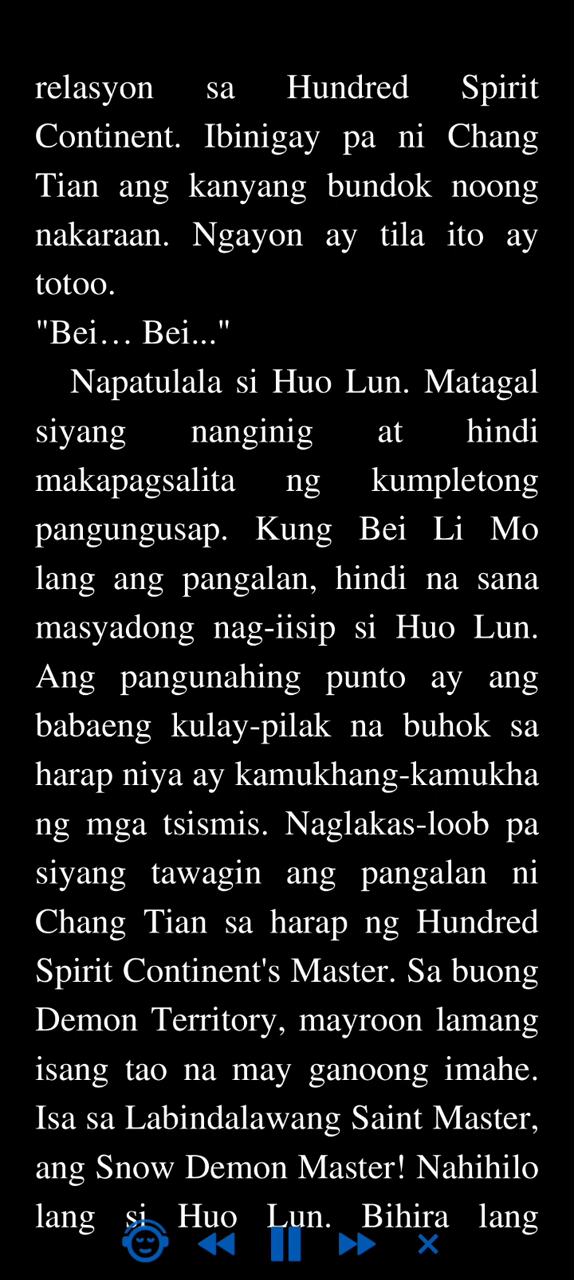 relasyon sa Hundred Spirit
Continent. Ibinigay pa ni Chang
Tian ang kanyang bundok noong
nakaraan. Ngayon ay tila ito ay
totoo.
"Bei… Bei..."
Napatulala si Huo Lun. Matagal
siyang nanginig at hindi
makapagsalita ng kumpletong
pangungusap. Kung Bei Li Mo
lang ang pangalan, hindi na sana
masyadong nag-iisip si Huo Lun.
Ang pangunahing punto ay ang
babaeng kulay-pilak na buhok sa
harap niya ay kamukhang-kamukha
ng mga tsismis. Naglakas-loob pa
siyang tawagin ang pangalan ni
Chang Tian sa harap ng Hundred
Spirit Continent's Master. Sa buong
Demon Territory, mayroon lamang
isang tao na may ganoong imahe.
Isa sa Labindalawang Saint Master,
ang Snow Demon Master! Nahihilo
lang si Huo Lun. Bihira lang